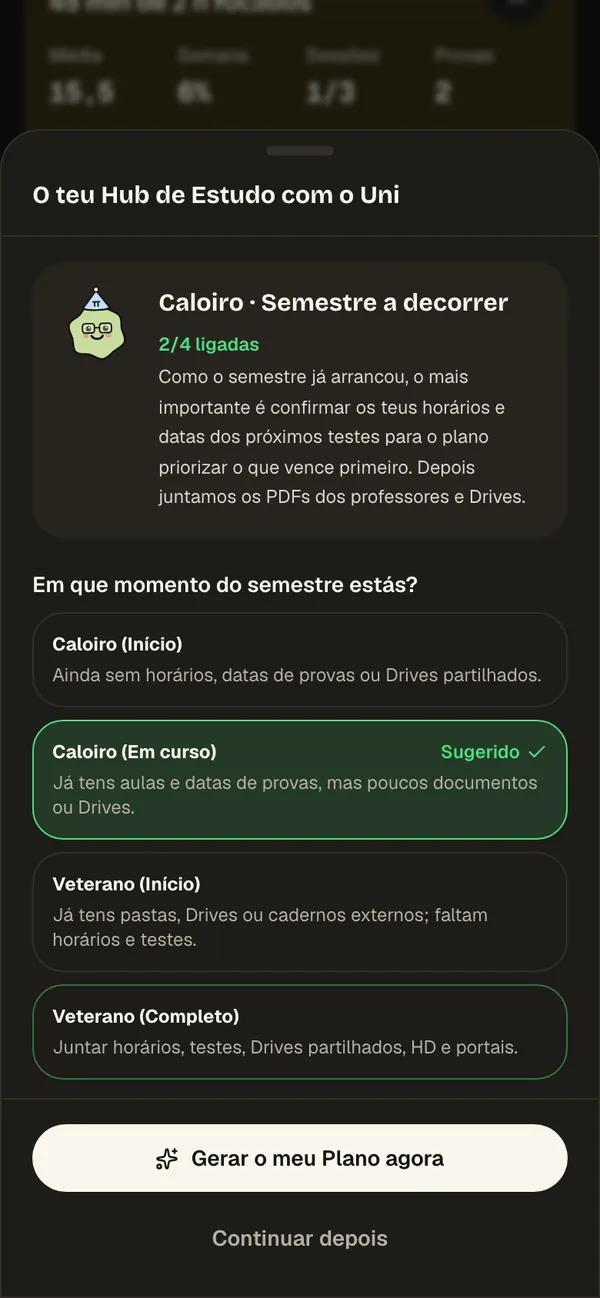 45 min de 2 h focados
Média Semana Sessões Provas
15,5 6% 1/3 2
O teu Hub de Estudo com o Uni
π
Caloiro · Semestre a decorrer
2/4 ligadas
Como o semestre já arrancou, o mais
importante é confirmar os teus horários e
datas dos próximos testes para o plano
priorizar o que vence primeiro. Depois
juntamos os PDFs dos professores e Drives.
Em que momento do semestre estás?
Caloiro (Início)
Ainda sem horários, datas de provas ou Drives partilhados.
Caloiro (Em curso) Sugerido
Já tens aulas e datas de provas, mas poucos documentos
ou Drives.
Veterano (Início)
Já tens pastas, Drives ou cadernos externos; faltam
horários e testes.
Veterano (Completo)
Juntar horários, testes, Drives partilhados, HD e portais.
Gerar o meu Plano agora
Continuar depois